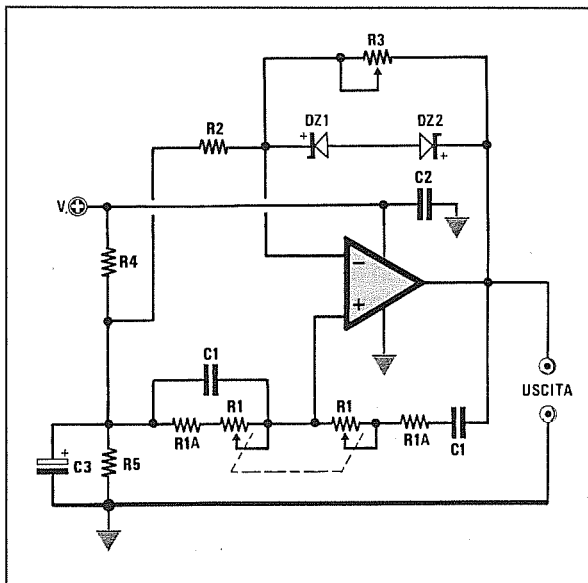 R3
DZ1
DZ2
+
+
R2
C2
V.
+
R4
−
+
C1
C1
USCITA
R1
R1
R1A
R1A
+
C3
R5